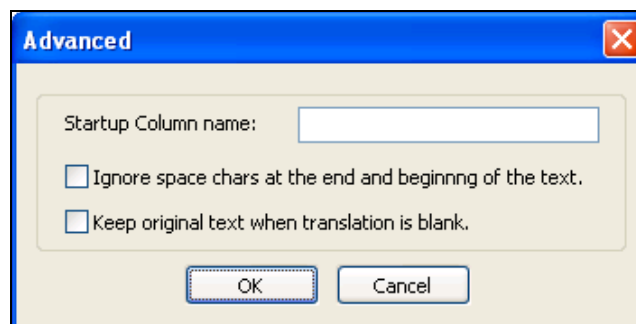 Advanced
Startup Column name:
Ignore space chars at the end and beginnng of the text.
Keep original text when translation is blank.
OK Cancel